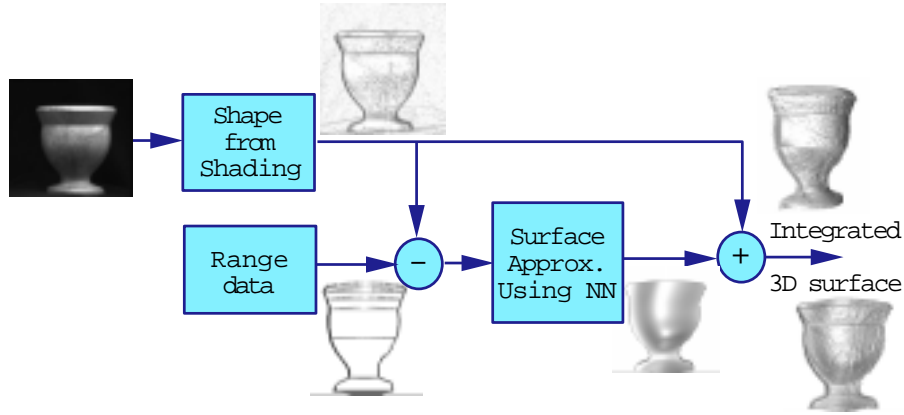 Shape
from
Shading
Range
data
−
Surface
Approx.
Using NN
+
Integrated
3D surface